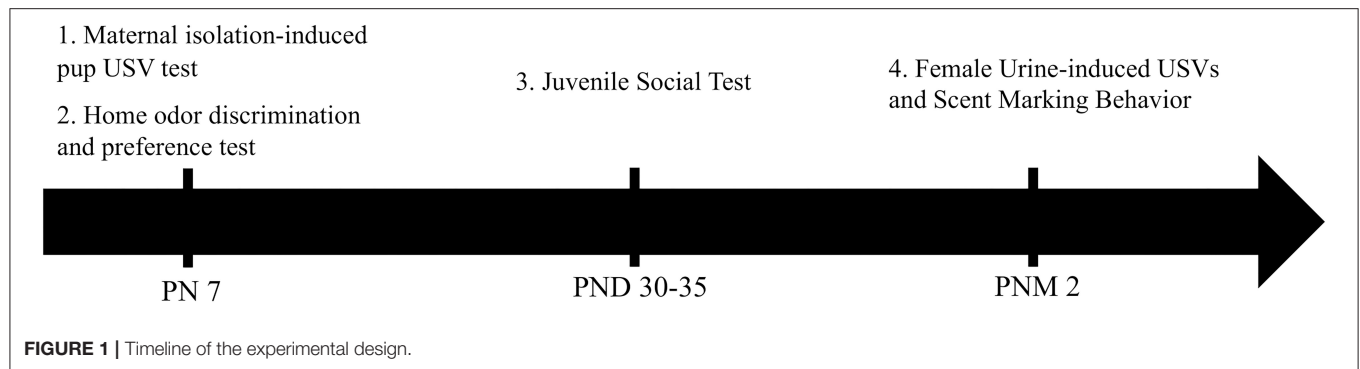 1. Maternal isolation-induced
pup USV test
2. Home odor discrimination
and preference test
3. Juvenile Social Test
4. Female Urine-induced USVs
and Scent Marking Behavior
PN 7
PND 30-35
PNM 2
FIGURE 1 | Timeline of the experimental design.